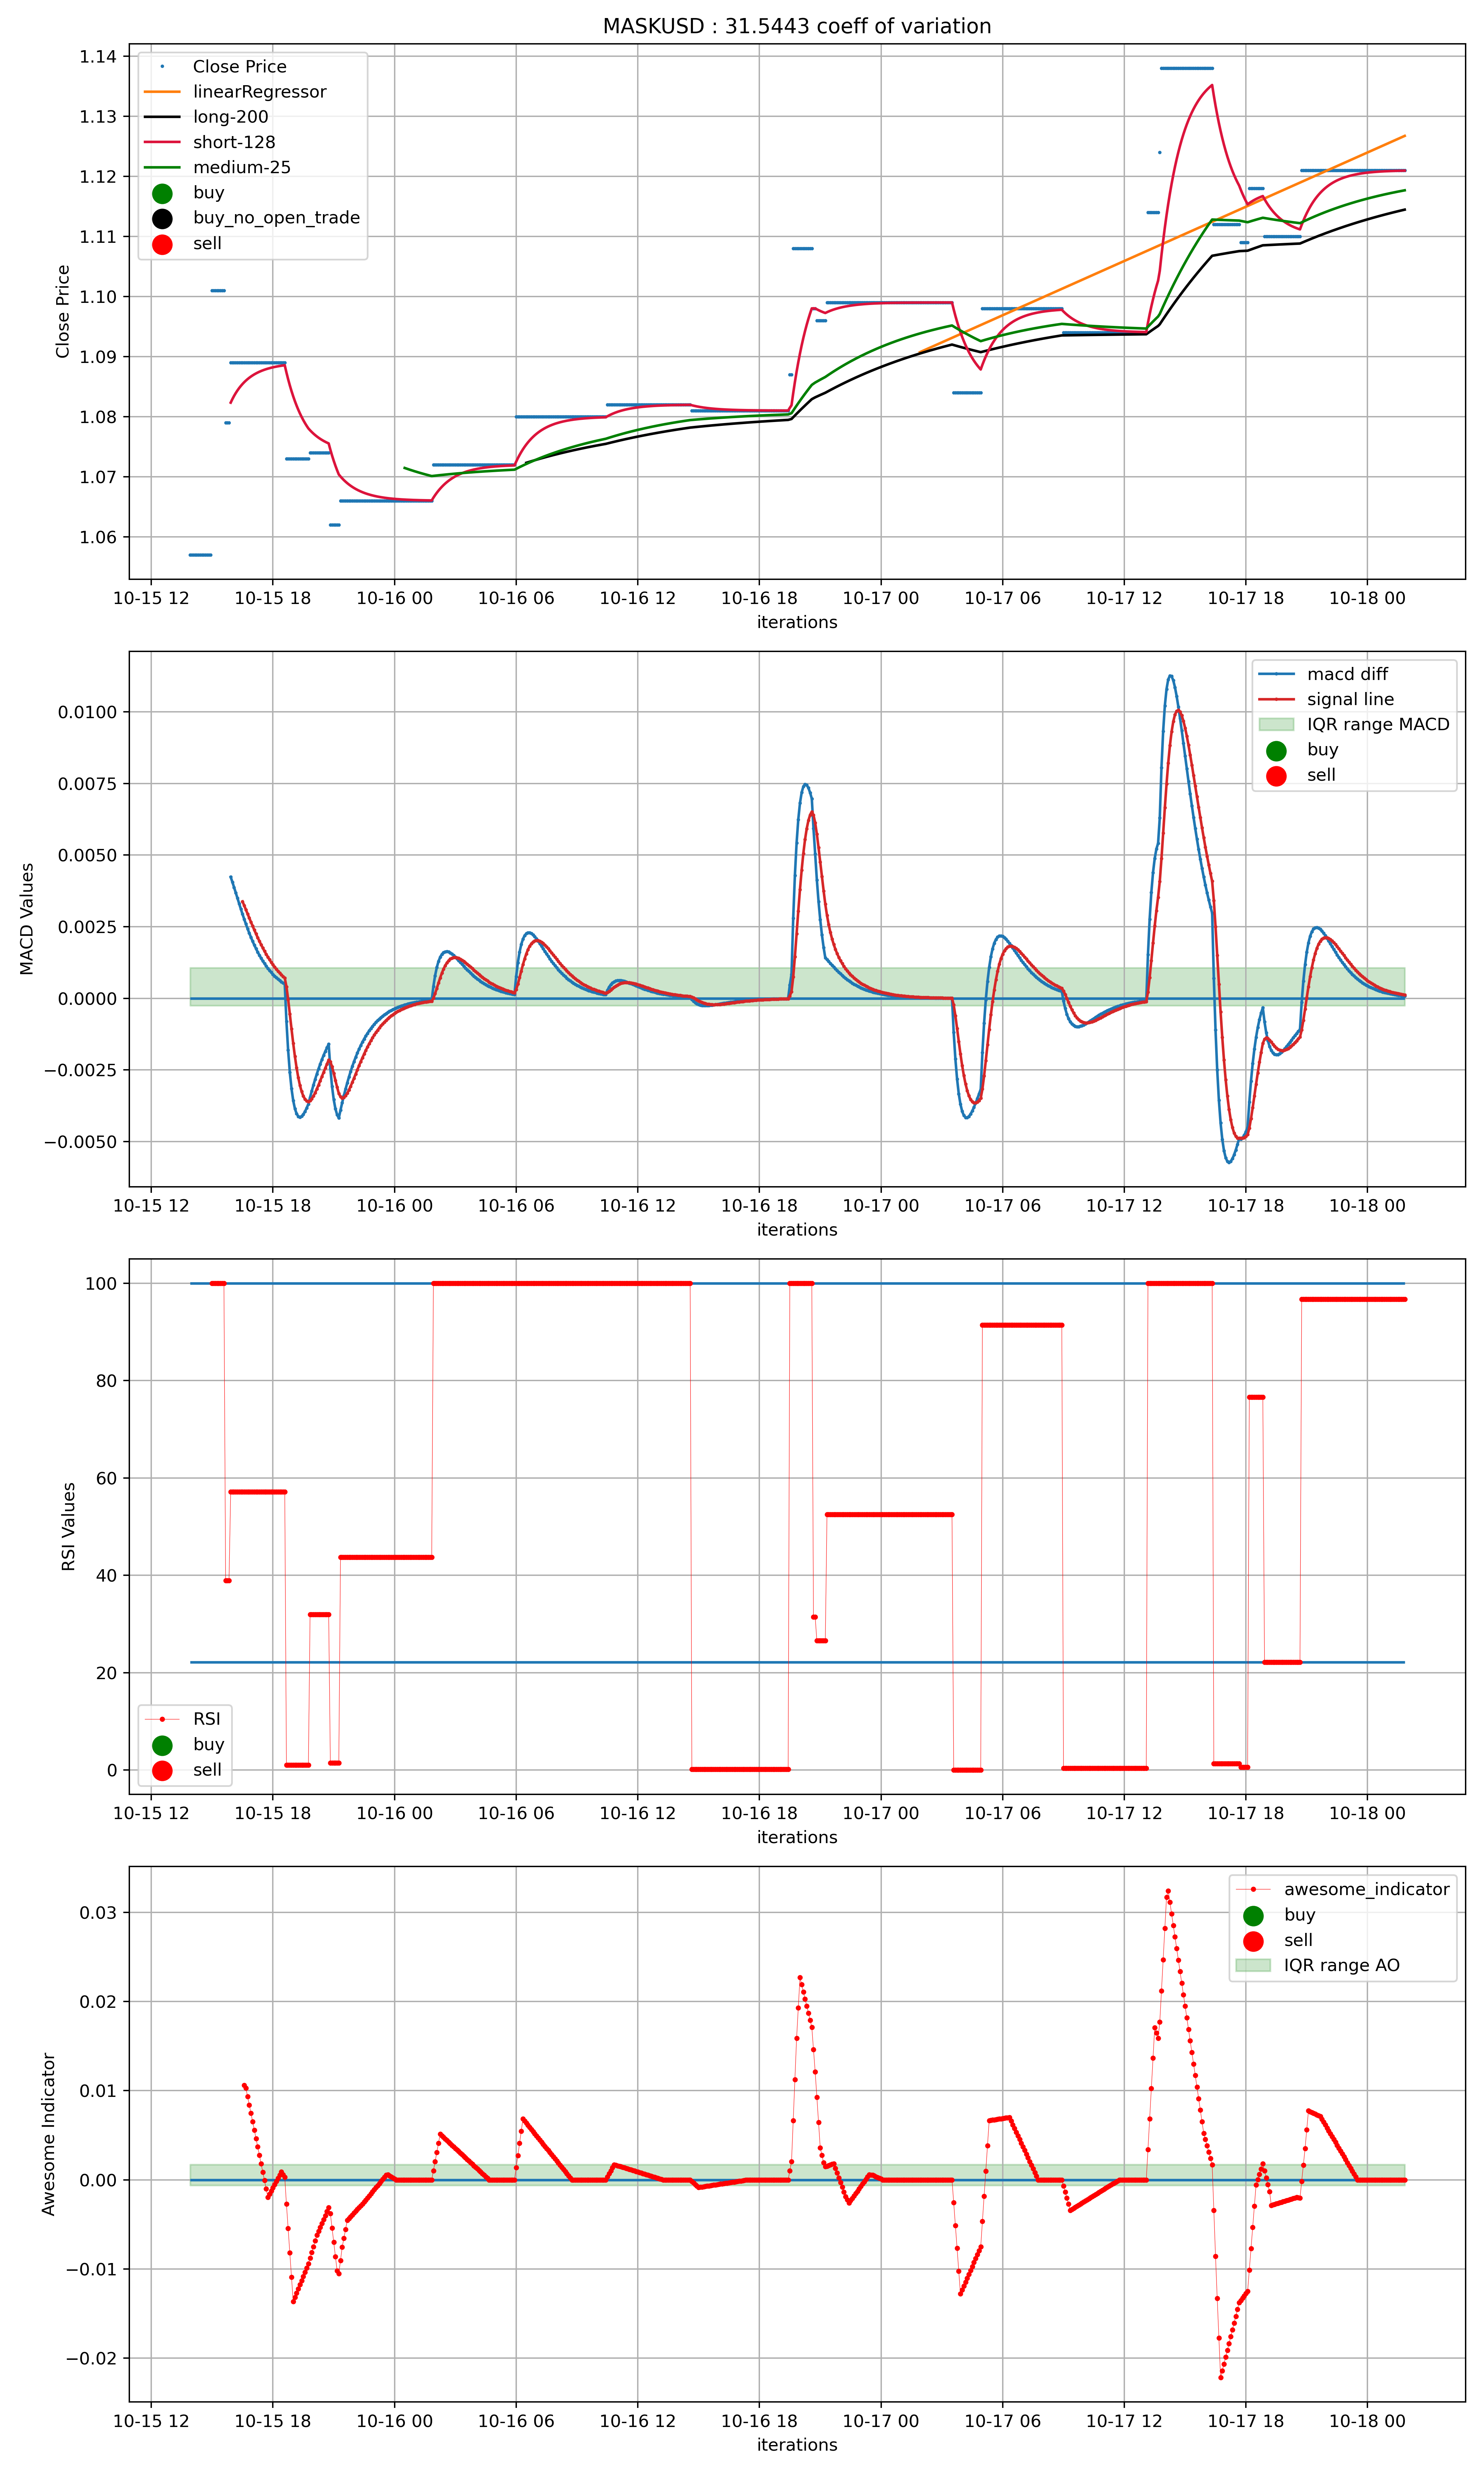 MASKUSD : 31.5443 coeff of variation
Close Price
1.14
1.13
1.12
1.11
1.10
1.09
1.08
1.07
1.06
Close Price
linearRegressor
long-200
short-128
medium-25
buy
buy_no_open_trade
sell
10-15 12 10-15 18 10-16 00 10-16 06 10-16 12 10-16 18 10-17 00 10-17 06 10-17 12 10-17 18 10-18 00
iterations
MACD Values
0.0100
0.0075
0.0050
0.0025
0.0000
−0.0025
−0.0050
macd diff
signal line
IQR range MACD
buy
sell
10-15 12 10-15 18 10-16 00 10-16 06 10-16 12 10-16 18 10-17 00 10-17 06 10-17 12 10-17 18 10-18 00
iterations
RSI Values
100
80
60
40
20
0
RSI
buy
sell
10-15 12 10-15 18 10-16 00 10-16 06 10-16 12 10-16 18 10-17 00 10-17 06 10-17 12 10-17 18 10-18 00
iterations
Awesome Indicator
0.03
0.02
0.01
0.00
−0.01
−0.02
awesome_indicator
buy
sell
IQR range AO
10-15 12 10-15 18 10-16 00 10-16 06 10-16 12 10-16 18 10-17 00 10-17 06 10-17 12 10-17 18 10-18 00
iterations